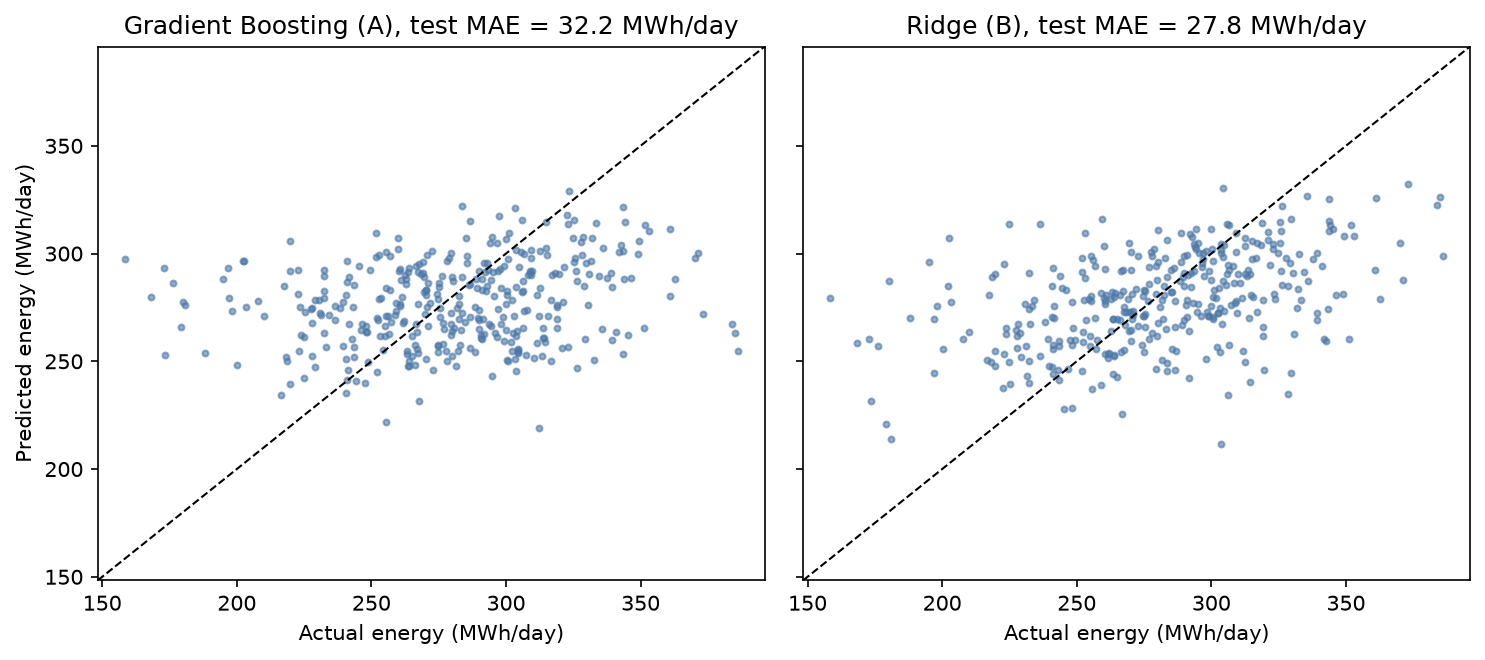 Gradient Boosting (A), test MAE = 32.2 MWh/day
Predicted energy (MWh/day)
350
300
250
200
150
150 200 250 300 350
Actual energy (MWh/day)
Ridge (B), test MAE = 27.8 MWh/day
150 200 250 300 350
Actual energy (MWh/day)